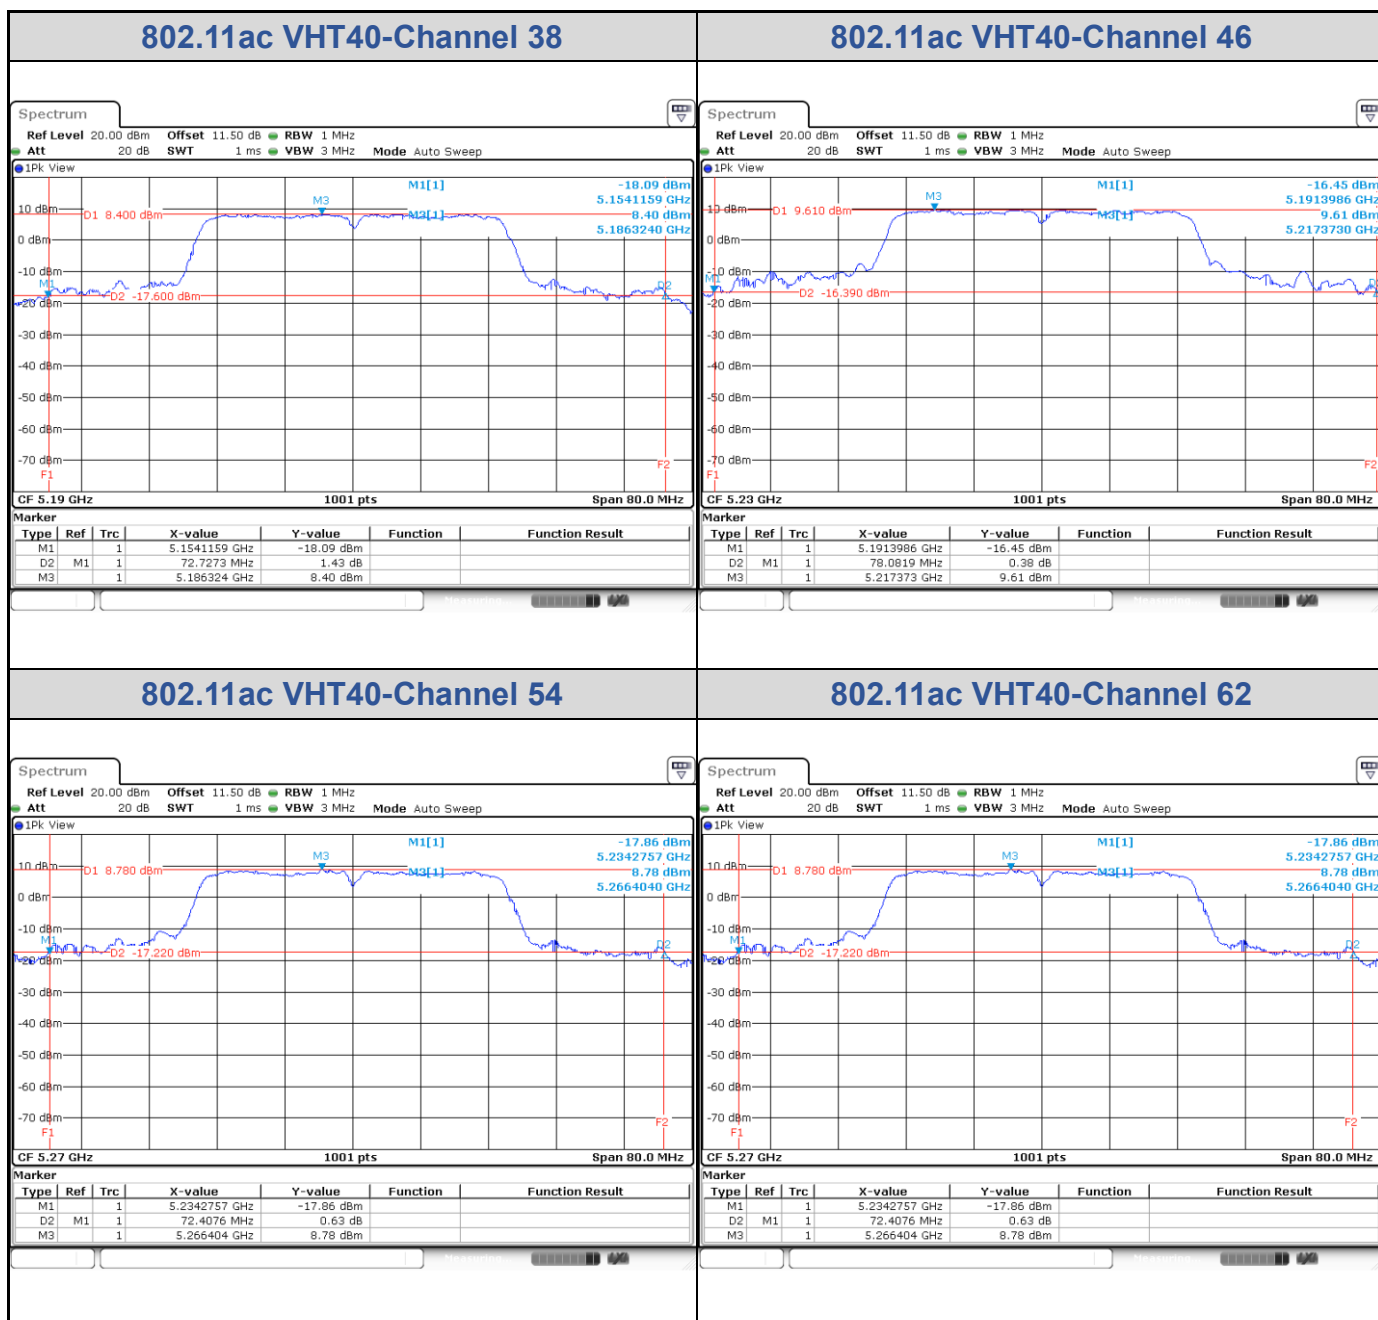 802.11ac VHT40-Channel 38
Spectrum
Ref Level 20.00 dBm Offset 11.50 dB RBW 1 MHz
Att 20 dB SWT 1 ms VBW 3 MHz Mode Auto Sweep
1Pk View
M1[1] -18.09 dBm
5.1541159 GHz
M3[1] 8.40 dBm
5.1863240 GHz
M3
10 dBm
D1 8.400 dBm
0 dBm
-10 dBm
M1
D2
D2 -17.600 dBm
-20 dBm
-30 dBm
-40 dBm
-50 dBm
-60 dBm
-70 dBm
F1
F2
CF 5.19 GHz 1001 pts Span 80.0 MHz
Marker
Type Ref Trc X-value Y-value Function Function Result
M1 1 5.1541159 GHz -18.09 dBm
D2 M1 1 72.7273 MHz 1.43 dB
M3 1 5.186324 GHz 8.40 dBm
802.11ac VHT40-Channel 46
Spectrum
Ref Level 20.00 dBm Offset 11.50 dB RBW 1 MHz
Att 20 dB SWT 1 ms VBW 3 MHz Mode Auto Sweep
1Pk View
M1[1] -16.45 dBm
5.1913986 GHz
M3[1] 9.61 dBm
5.2173730 GHz
M3
10 dBm
D1 9.610 dBm
0 dBm
-10 dBm
M1
D2 -16.390 dBm
-20 dBm
-30 dBm
-40 dBm
-50 dBm
-60 dBm
-70 dBm
F1
F2
CF 5.23 GHz 1001 pts Span 80.0 MHz
Marker
Type Ref Trc X-value Y-value Function Function Result
M1 1 5.1913986 GHz -16.45 dBm
D2 M1 1 78.0819 MHz 0.38 dB
M3 1 5.217373 GHz 9.61 dBm
802.11ac VHT40-Channel 54
Spectrum
Ref Level 20.00 dBm Offset 11.50 dB RBW 1 MHz
Att 20 dB SWT 1 ms VBW 3 MHz Mode Auto Sweep
1Pk View
M1[1] -17.86 dBm
5.2342757 GHz
M3[1] 8.78 dBm
5.2664040 GHz
M3
10 dBm
D1 8.780 dBm
0 dBm
-10 dBm
M1
D2
D2 -17.220 dBm
-20 dBm
-30 dBm
-40 dBm
-50 dBm
-60 dBm
-70 dBm
F1
F2
CF 5.27 GHz 1001 pts Span 80.0 MHz
Marker
Type Ref Trc X-value Y-value Function Function Result
M1 1 5.2342757 GHz -17.86 dBm
D2 M1 1 72.4076 MHz 0.63 dB
M3 1 5.266404 GHz 8.78 dBm
802.11ac VHT40-Channel 62
Spectrum
Ref Level 20.00 dBm Offset 11.50 dB RBW 1 MHz
Att 20 dB SWT 1 ms VBW 3 MHz Mode Auto Sweep
1Pk View
M1[1] -17.86 dBm
5.2342757 GHz
M3[1] 8.78 dBm
5.2664040 GHz
M3
10 dBm
D1 8.780 dBm
0 dBm
-10 dBm
M1
D2
D2 -17.220 dBm
-20 dBm
-30 dBm
-40 dBm
-50 dBm
-60 dBm
-70 dBm
F1
F2
CF 5.27 GHz 1001 pts Span 80.0 MHz
Marker
Type Ref Trc X-value Y-value Function Function Result
M1 1 5.2342757 GHz -17.86 dBm
D2 M1 1 72.4076 MHz 0.63 dB
M3 1 5.266404 GHz 8.78 dBm